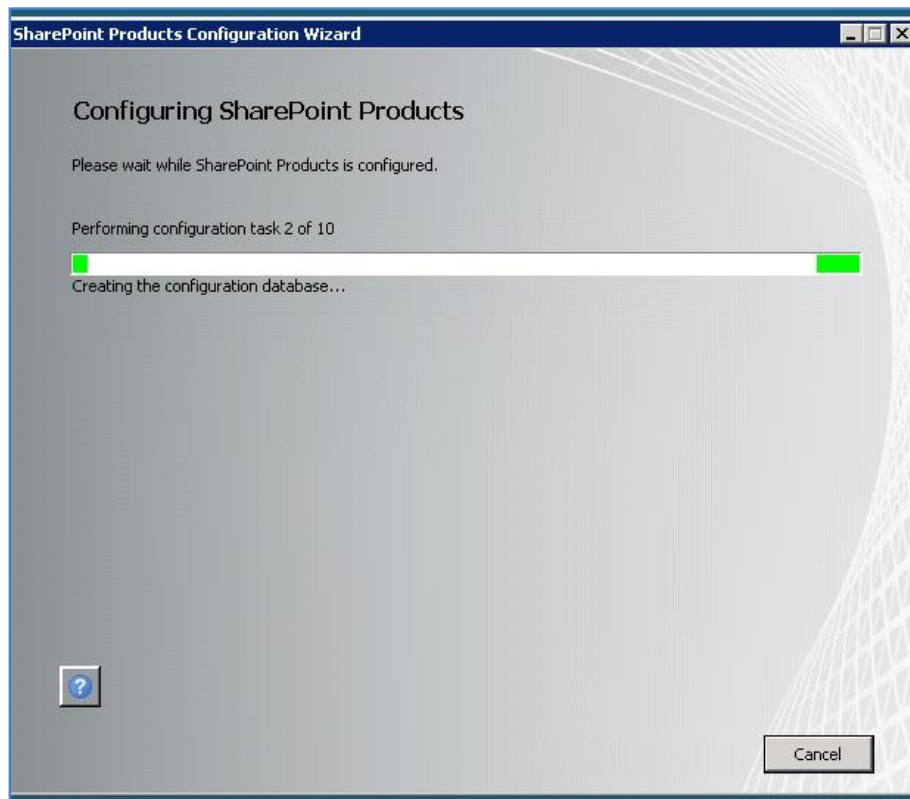 SharePoint Products Configuration Wizard
Configuring SharePoint Products
Please wait while SharePoint Products is configured.
Performing configuration task 2 of 10
Creating the configuration database...
?
Cancel